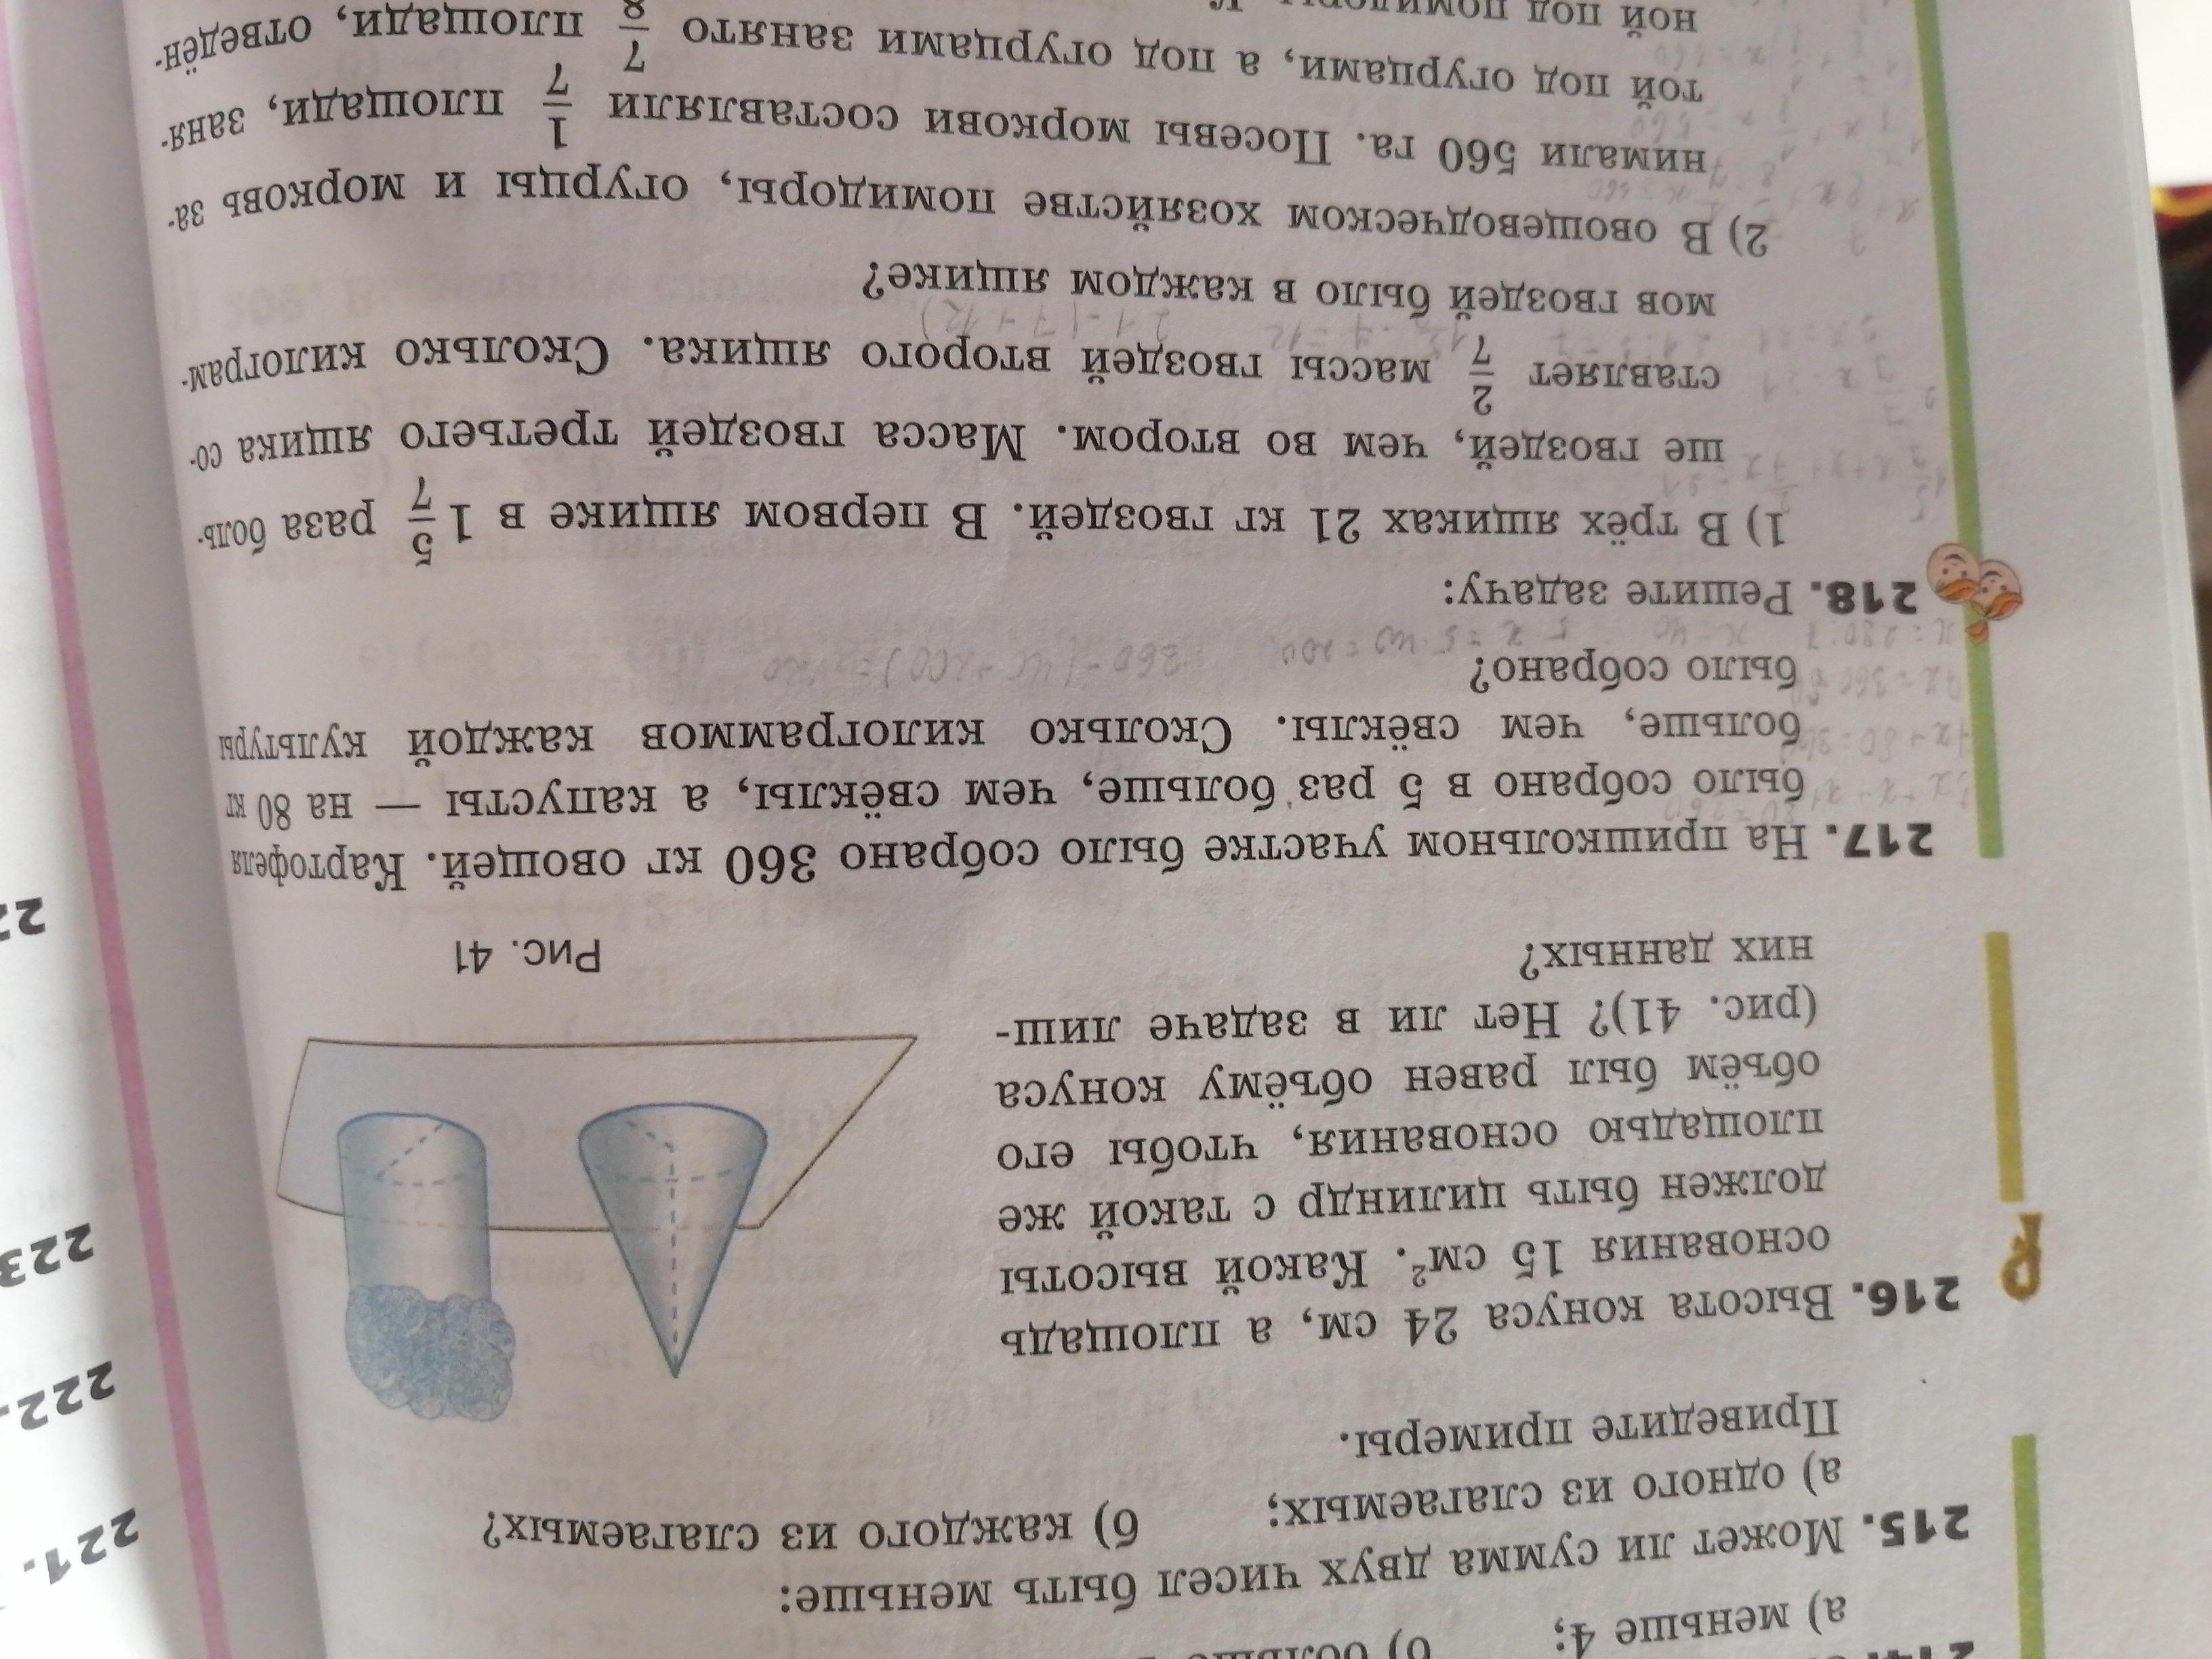 а) меньше 4;
215. Может ли сумма двух чисел быть меньше:
а) одного из слагаемых; б) каждого из слагаемых?
Приведите примеры.
216. Высота конуса 24 см, а площадь
основания 15 см². Какой высоты
должен быть цилиндр с такой же
площадью основания, чтобы его
объём был равен объёму конуса
(рис. 41)? Нет ли в задаче лиш-
них данных?
Рис. 41
217. На пришкольном участке было собрано 360 кг овощей. Картофеля
было собрано в 5 раз больше, чем свёклы, а капусты — на 80 кг
больше, чем свёклы. Сколько килограммов каждой культуры
было собрано?
218. Решите задачу:
1) В трёх ящиках 21 кг гвоздей. В первом ящике в 1 5/7 раза боль-
ше гвоздей, чем во втором. Масса гвоздей третьего ящика со-
ставляет 2/7 массы гвоздей второго ящика. Сколько килограм-
мов гвоздей было в каждом ящике?
2) В овощеводческом хозяйстве помидоры, огурцы и морковь за-
нимали 560 га. Посевы моркови составляли 1/7 площади, заня-
той под огурцами, а под огурцами занято 7/8 площади, отведён-
ной под
221.
222.
223